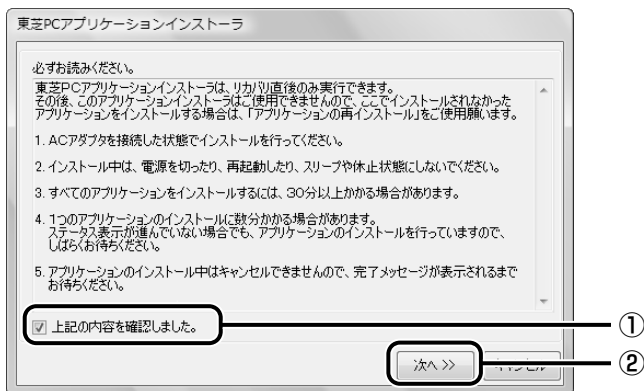 東芝PCアプリケーションインストーラ
必ずお読みください。
東芝PCアプリケーションインストーラは、リカバリ直後のみ実行できます。
その後、このアプリケーションインストーラはご使用できませんので、ここでインストールされなかった
アプリケーションをインストールする場合は、「アプリケーションの再インストール」をご使用願います。
1. ACアダプタを接続した状態でインストールを行ってください。
2. インストール中は、電源を切ったり、再起動したり、スリープや休止状態にしないでください。
3. すべてのアプリケーションをインストールするには、30分以上かかる場合があります。
4. 1つのアプリケーションのインストールに数分かかる場合があります。
ステータス表示が進んでいない場合でも、アプリケーションのインストールを行っていますので、
しばらくお待ちください。
5. アプリケーションのインストール中はキャンセルできませんので、完了メッセージが表示されるまで
お待ちください。
上記の内容を確認しました。
①
次へ >>
②